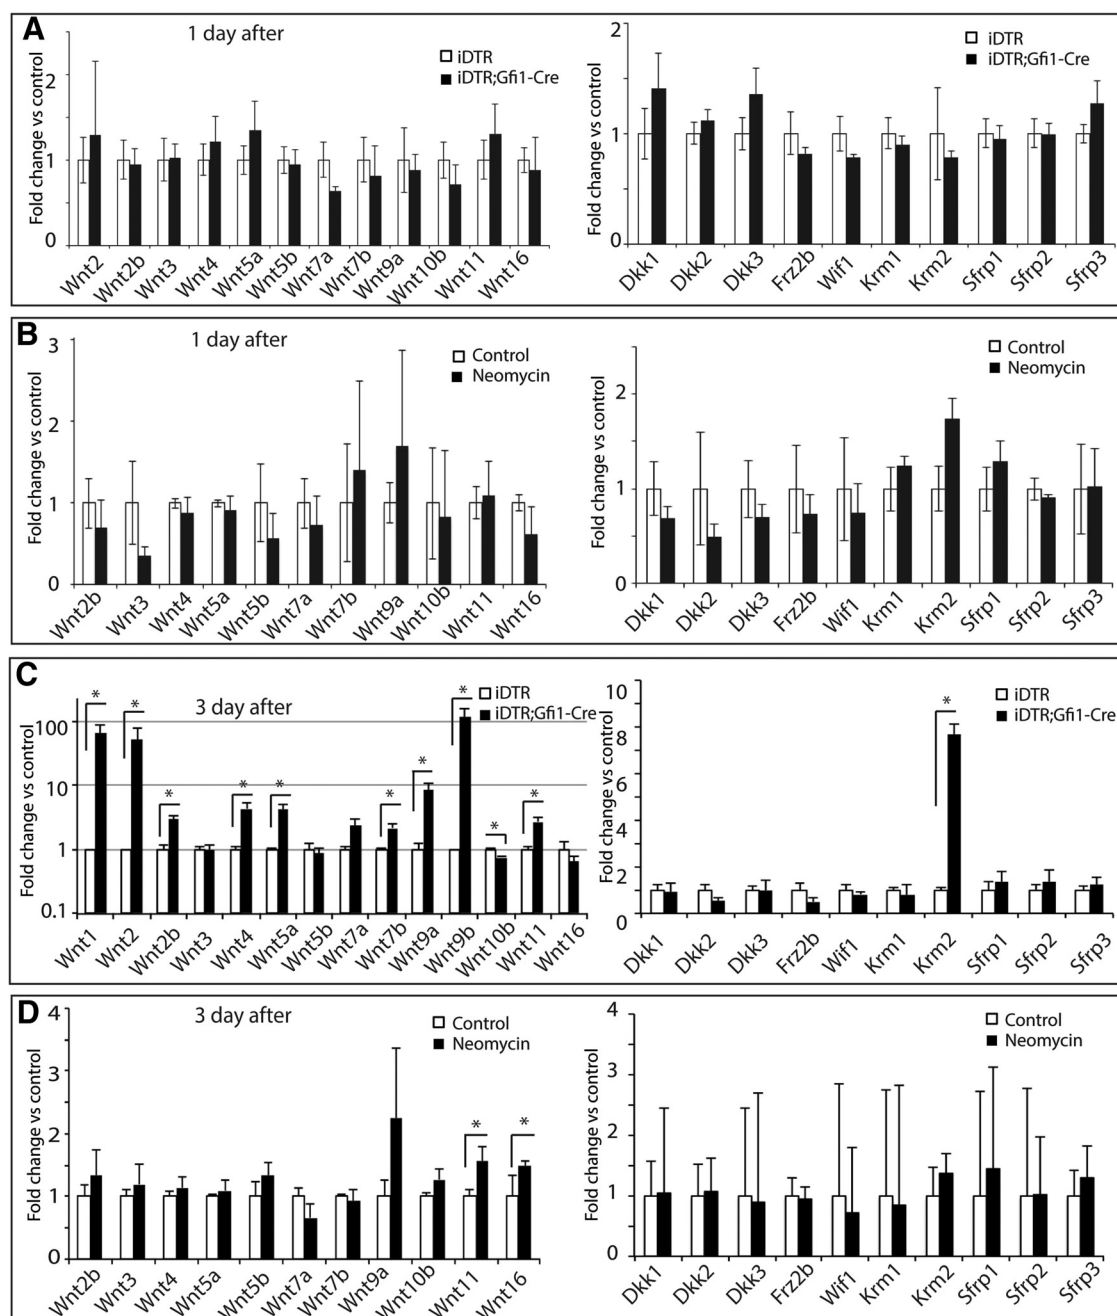 A
1 day after
iDTR
iDTR;Gfi1-Cre
Fold change vs control
2
1
0
Wnt2 Wnt2b Wnt3 Wnt4 Wnt5a Wnt5b Wnt7a Wnt7b Wnt9a Wnt10b Wnt11 Wnt16
iDTR
iDTR;Gfi1-Cre
Fold change vs control
2
1
0
Dkk1 Dkk2 Dkk3 Frz2b Wif1 Krm1 Krm2 Sfrp1 Sfrp2 Sfrp3
B
1 day after
Control
Neomycin
Fold change vs control
3
2
1
0
Wnt2b Wnt3 Wnt4 Wnt5a Wnt5b Wnt7a Wnt7b Wnt9a Wnt10b Wnt11 Wnt16
Control
Neomycin
Fold change vs control
2
1
0
Dkk1 Dkk2 Dkk3 Frz2b Wif1 Krm1 Krm2 Sfrp1 Sfrp2 Sfrp3
C
3 day after
iDTR
iDTR;Gfi1-Cre
Fold change vs control
100
10
1
0.1
* * * * * * * * * *
Wnt1 Wnt2 Wnt2b Wnt3 Wnt4 Wnt5a Wnt5b Wnt7a Wnt7b Wnt9a Wnt9b Wnt10b Wnt11 Wnt16
iDTR
iDTR;Gfi1-Cre
Fold change vs control
10
8
6
4
2
0
*
Dkk1 Dkk2 Dkk3 Frz2b Wif1 Krm1 Krm2 Sfrp1 Sfrp2 Sfrp3
D
3 day after
Control
Neomycin
Fold change vs control
4
2
1
0
* *
Wnt2b Wnt3 Wnt4 Wnt5a Wnt5b Wnt7a Wnt7b Wnt9a Wnt10b Wnt11 Wnt16
Control
Neomycin
Fold change vs control
4
3
2
1
0
Dkk1 Dkk2 Dkk3 Frz2b Wif1 Krm1 Krm2 Sfrp1 Sfrp2 Sfrp3